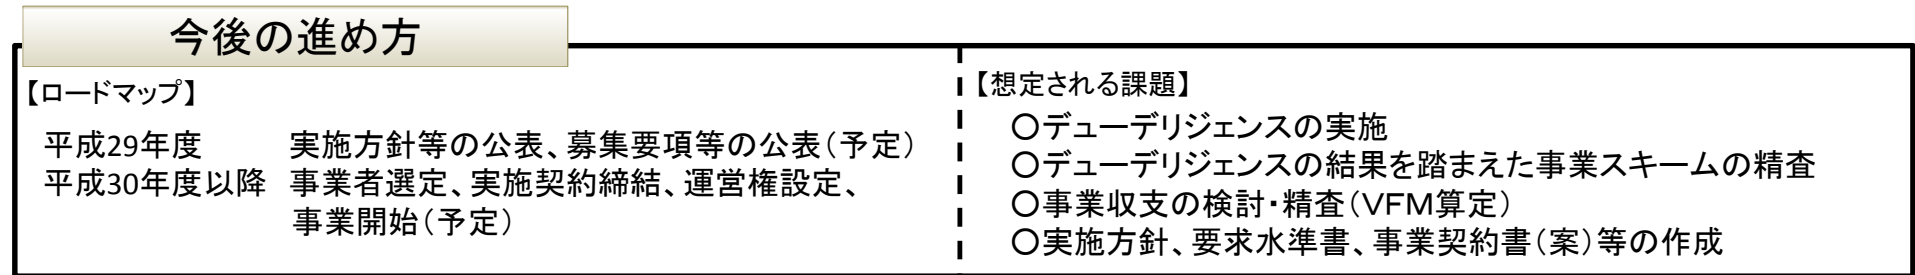 今後の進め方
【ロードマップ】
平成29年度 実施方針等の公表、募集要項等の公表（予定）
平成30年度以降 事業者選定、実施契約締結、運営権設定、
事業開始（予定）
【想定される課題】
○デューデリジェンスの実施
○デューデリジェンスの結果を踏まえた事業スキームの精査
○事業収支の検討・精査（VFM算定）
○実施方針、要求水準書、事業契約書（案）等の作成